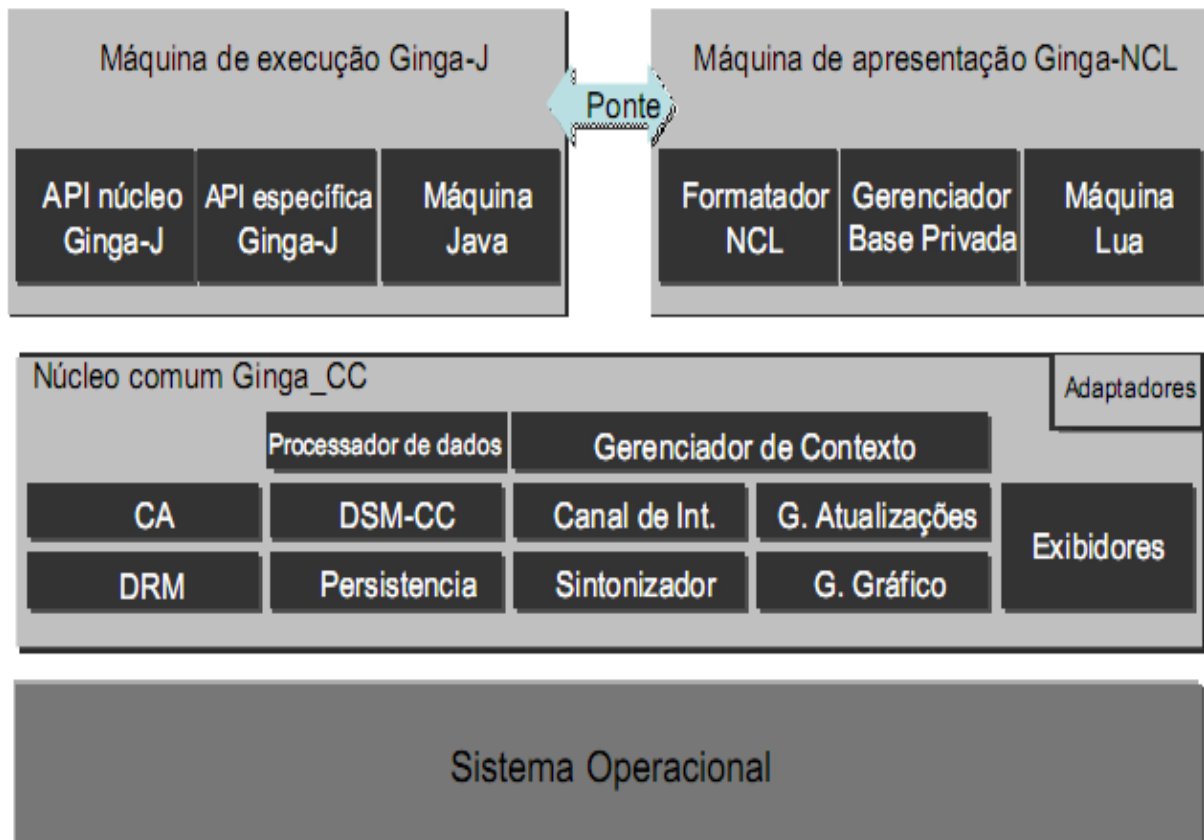 Máquina de execução Ginga-J
Máquina de apresentação Ginga-NCL
Ponte
API núcleo
Ginga-J
API específica
Ginga-J
Máquina
Java
Formatador
NCL
Gerenciador
Base Privada
Máquina
Lua
Núcleo comum Ginga_CC
Adaptadores
Processador de dados
Gerenciador de Contexto
CA
DSM-CC
Canal de Int.
G. Atualizações
Exibidores
DRM
Persistencia
Sintonizador
G. Gráfico
Sistema Operacional